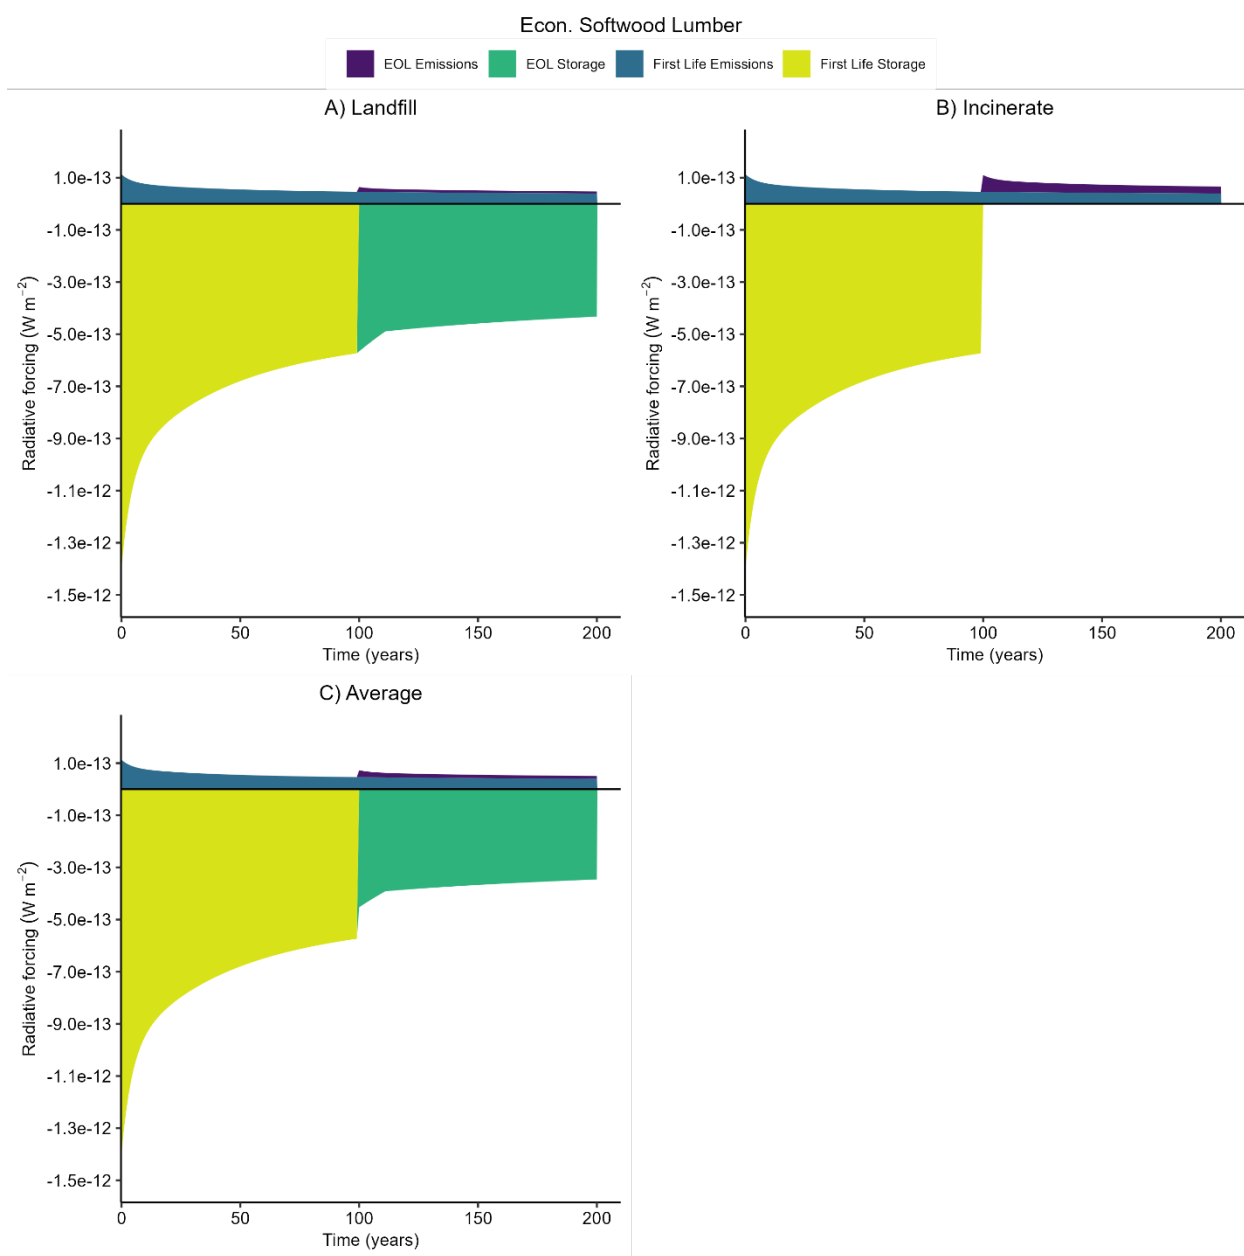 Econ. Softwood Lumber
EOL Emissions EOL Storage First Life Emissions First Life Storage
A) Landfill
1.0e-13
-1.0e-13
-3.0e-13
-5.0e-13
-7.0e-13
-9.0e-13
-1.1e-12
-1.3e-12
-1.5e-12
Radiative forcing (W m⁻²)
0 50 100 150 200
Time (years)
B) Incinerate
1.0e-13
-1.0e-13
-3.0e-13
-5.0e-13
-7.0e-13
-9.0e-13
-1.1e-12
-1.3e-12
-1.5e-12
Radiative forcing (W m⁻²)
0 50 100 150 200
Time (years)
C) Average
1.0e-13
-1.0e-13
-3.0e-13
-5.0e-13
-7.0e-13
-9.0e-13
-1.1e-12
-1.3e-12
-1.5e-12
Radiative forcing (W m⁻²)
0 50 100 150 200
Time (years)